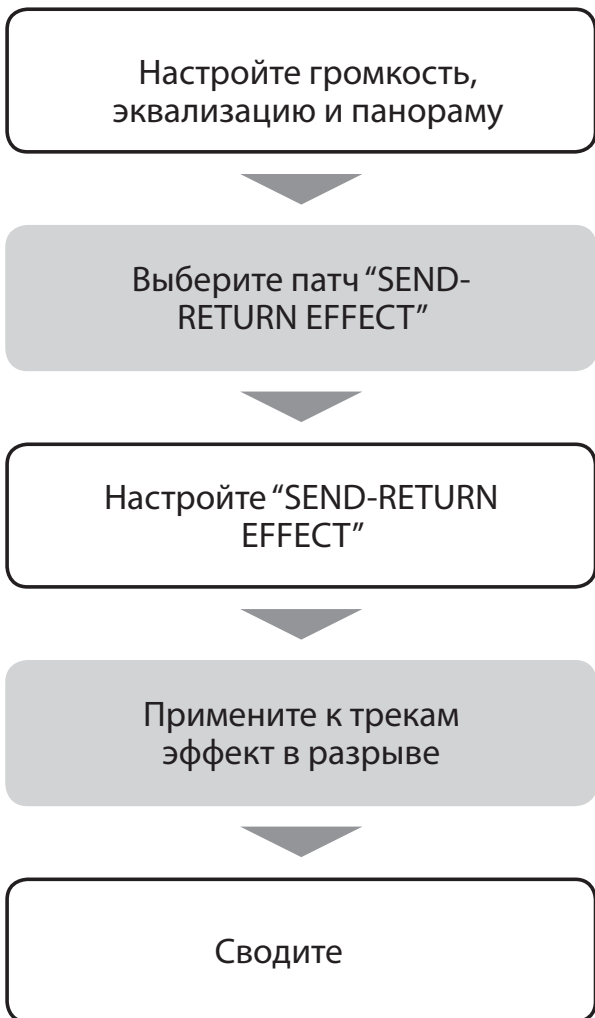 Настройте громкость,
эквализацию и панораму
Выберите патч “SEND-
RETURN EFFECT”
Настройте “SEND-RETURN
EFFECT”
Примените к трекам
эффект в разрыве
Сводите